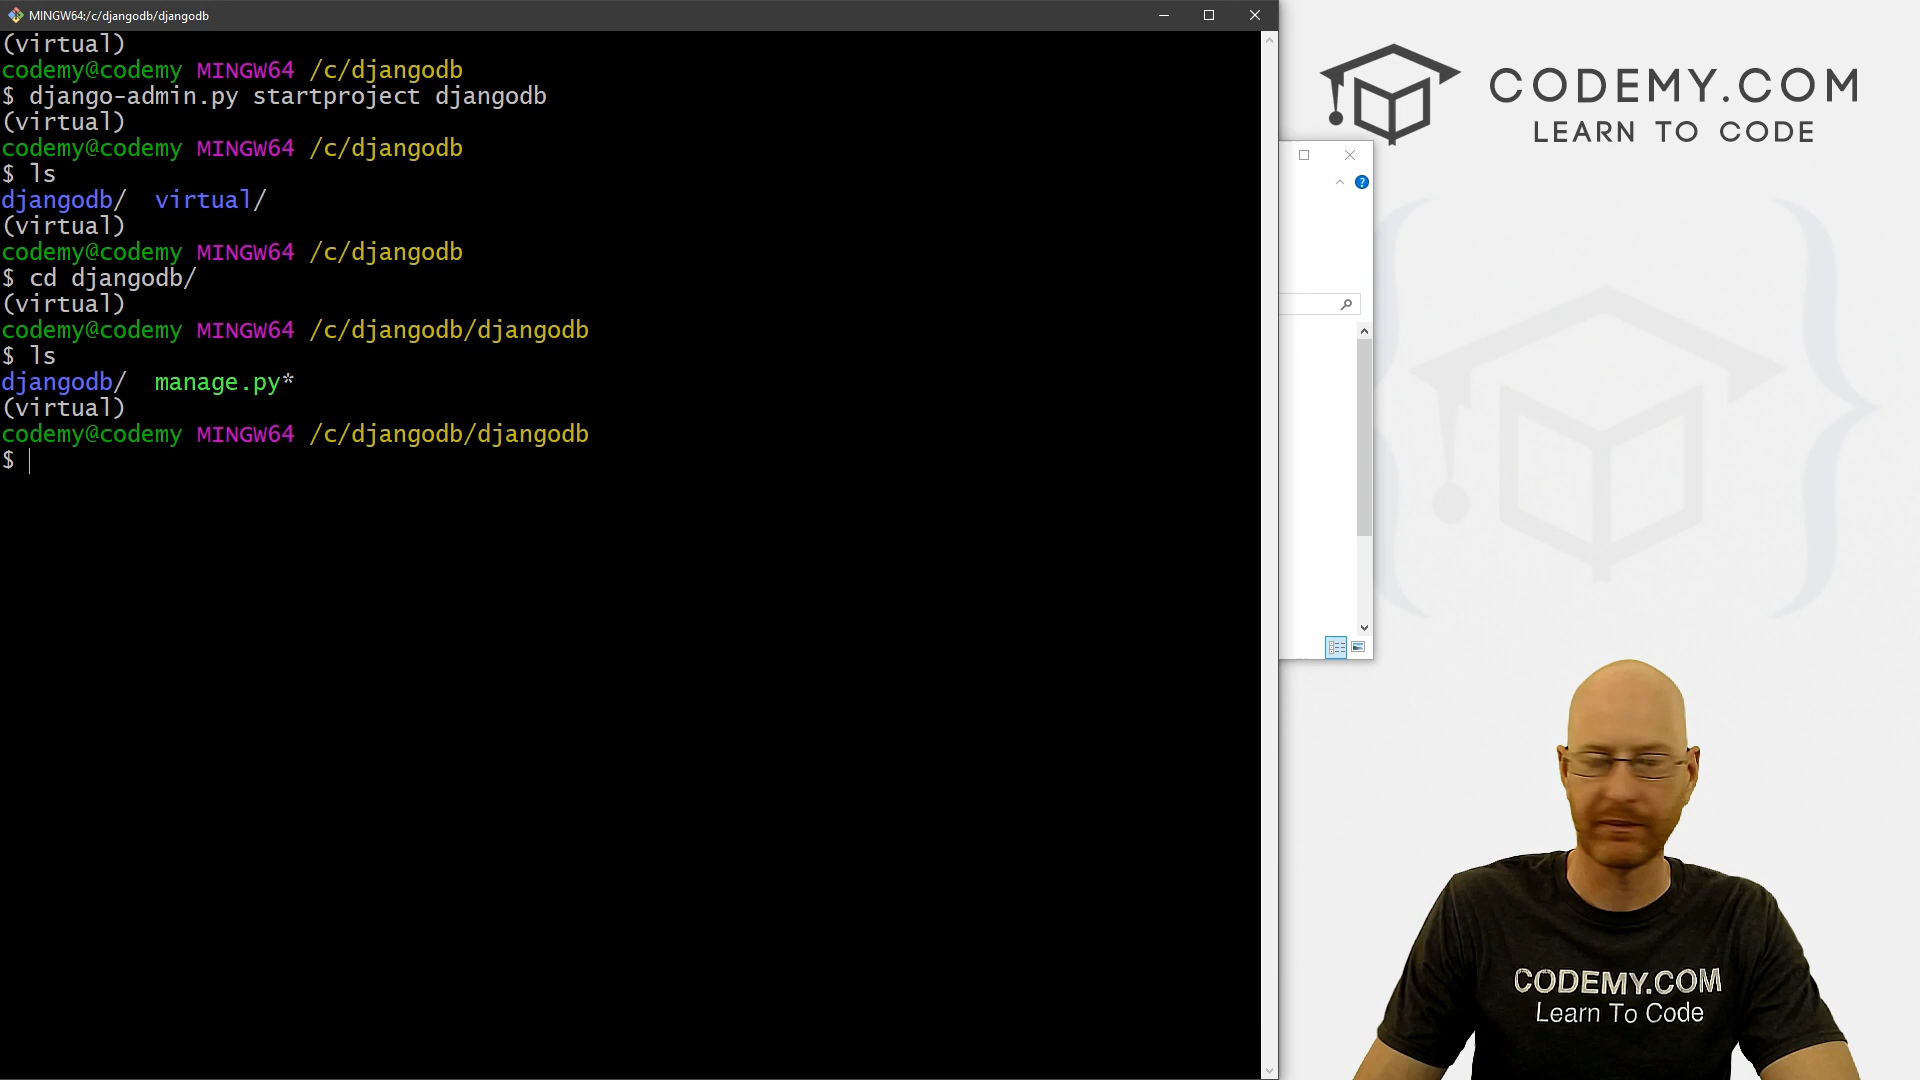 MINGW64:/c/djangodb/djangodb
(virtual)
codemy@codemy MINGW64 /c/djangodb
$ django-admin.py startproject djangodb
(virtual)
codemy@codemy MINGW64 /c/djangodb
$ ls
djangodb/ virtual/
(virtual)
codemy@codemy MINGW64 /c/djangodb
$ cd djangodb/
(virtual)
codemy@codemy MINGW64 /c/djangodb/djangodb
$ ls
djangodb/ manage.py*
(virtual)
codemy@codemy MINGW64 /c/djangodb/djangodb
$
CODEMY.COM
LEARN TO CODE
?
CODEMY.COM
Learn To Code